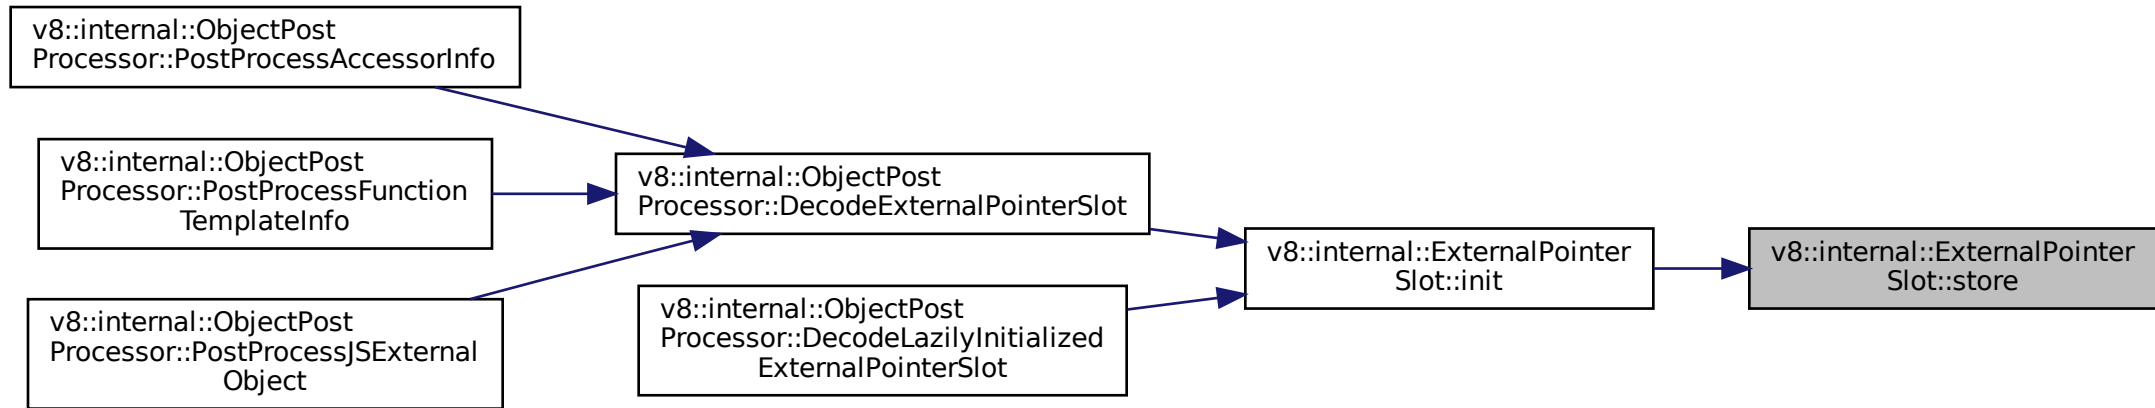 v8::internal::ObjectPost
Processor::PostProcessAccessorInfo
v8::internal::ObjectPost
Processor::PostProcessFunction
TemplateInfo
v8::internal::ObjectPost
Processor::PostProcessJSExternal
Object
v8::internal::ObjectPost
Processor::DecodeExternalPointerSlot
v8::internal::ObjectPost
Processor::DecodeLazilyInitialized
ExternalPointerSlot
v8::internal::ExternalPointer
Slot::init
v8::internal::ExternalPointer
Slot::store